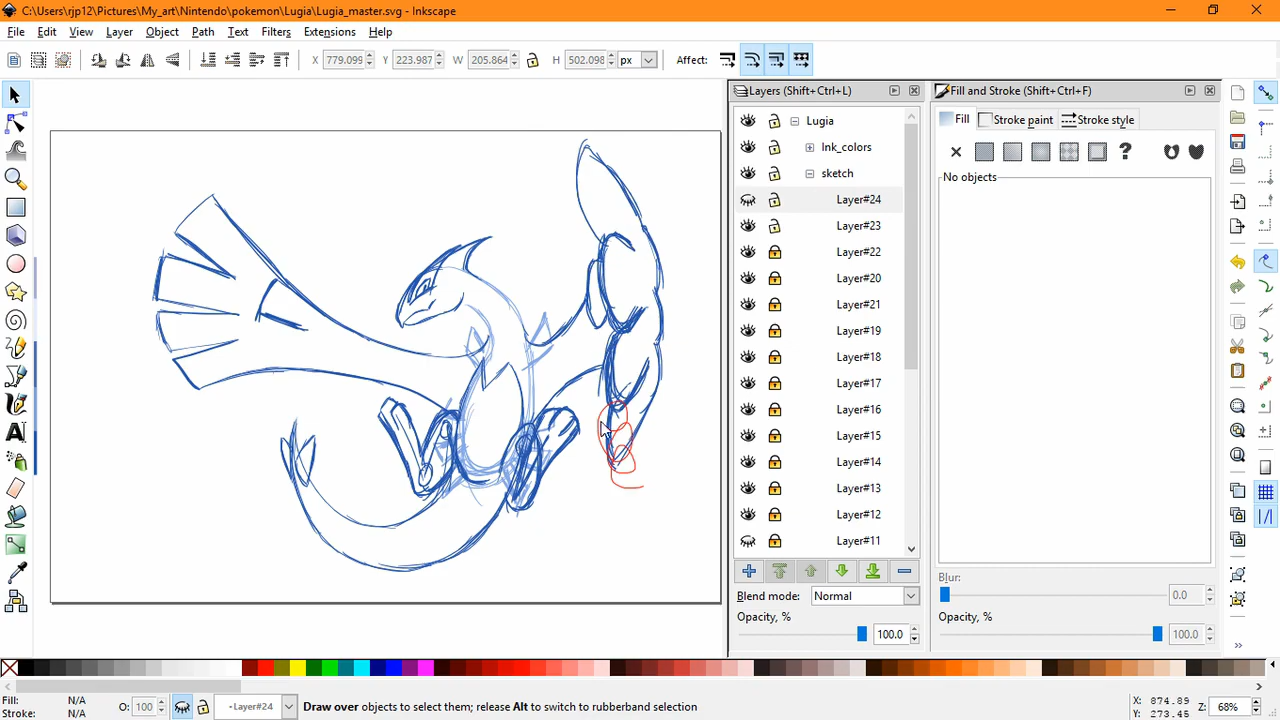 C:\Users\rjp12\Pictures\My_art\Nintendo\pokemon\Lugia\Lugia_master.svg - Inkscape
File Edit View Layer Object Path Text Filters Extensions Help
X 779.099 Y 223.987 W 205.864 H 502.098 px Affect:
Layers (Shift+Ctrl+L)
Lugia
Ink_colors
sketch
Layer#24
Layer#23
Layer#22
Layer#20
Layer#21
Layer#19
Layer#18
Layer#17
Layer#16
Layer#15
Layer#14
Layer#13
Layer#12
Layer#11
Blend mode: Normal
Opacity, %
100.0
Fill and Stroke (Shift+Ctrl+F)
Fill Stroke paint Stroke style
No objects
Blur:
0.0
Opacity, %
100.0
Fill: N/A
Stroke: N/A
O: 100
-Layer#24
Draw over objects to select them; release Alt to switch to rubberband selection
X: 874.89
Y: 273.45
Z: 68%